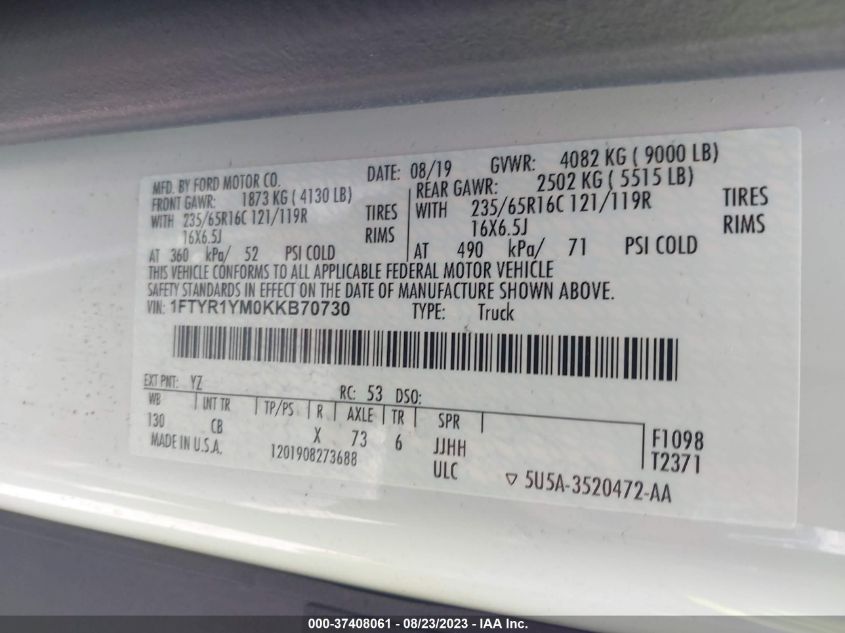 MFD. BY FORD MOTOR CO. DATE: 08/19 GVWR: 4082 KG ( 9000 LB)
FRONT GAWR: 1873 KG ( 4130 LB) REAR GAWR: 2502 KG ( 5515 LB)
WITH 235/65R16C 121/119R TIRES WITH 235/65R16C 121/119R TIRES
16X6.5J RIMS 16X6.5J RIMS
AT 360 kPa/ 52 PSI COLD AT 490 kPa/ 71 PSI COLD
THIS VEHICLE CONFORMS TO ALL APPLICABLE FEDERAL MOTOR VEHICLE
SAFETY STANDARDS IN EFFECT ON THE DATE OF MANUFACTURE SHOWN ABOVE.
VIN: 1FTYR1YM0KKB70730 TYPE: Truck
EXT PNT: YZ RC: 53 DSO:
WB INT TR TP/PS R AXLE TR SPR
130 CB X 73 6 JJHH F1098
MADE IN U.S.A. 1201908273688 ULC T2371
5U5A-3520472-AA
000-37408061 - 08/23/2023 - IAA Inc.